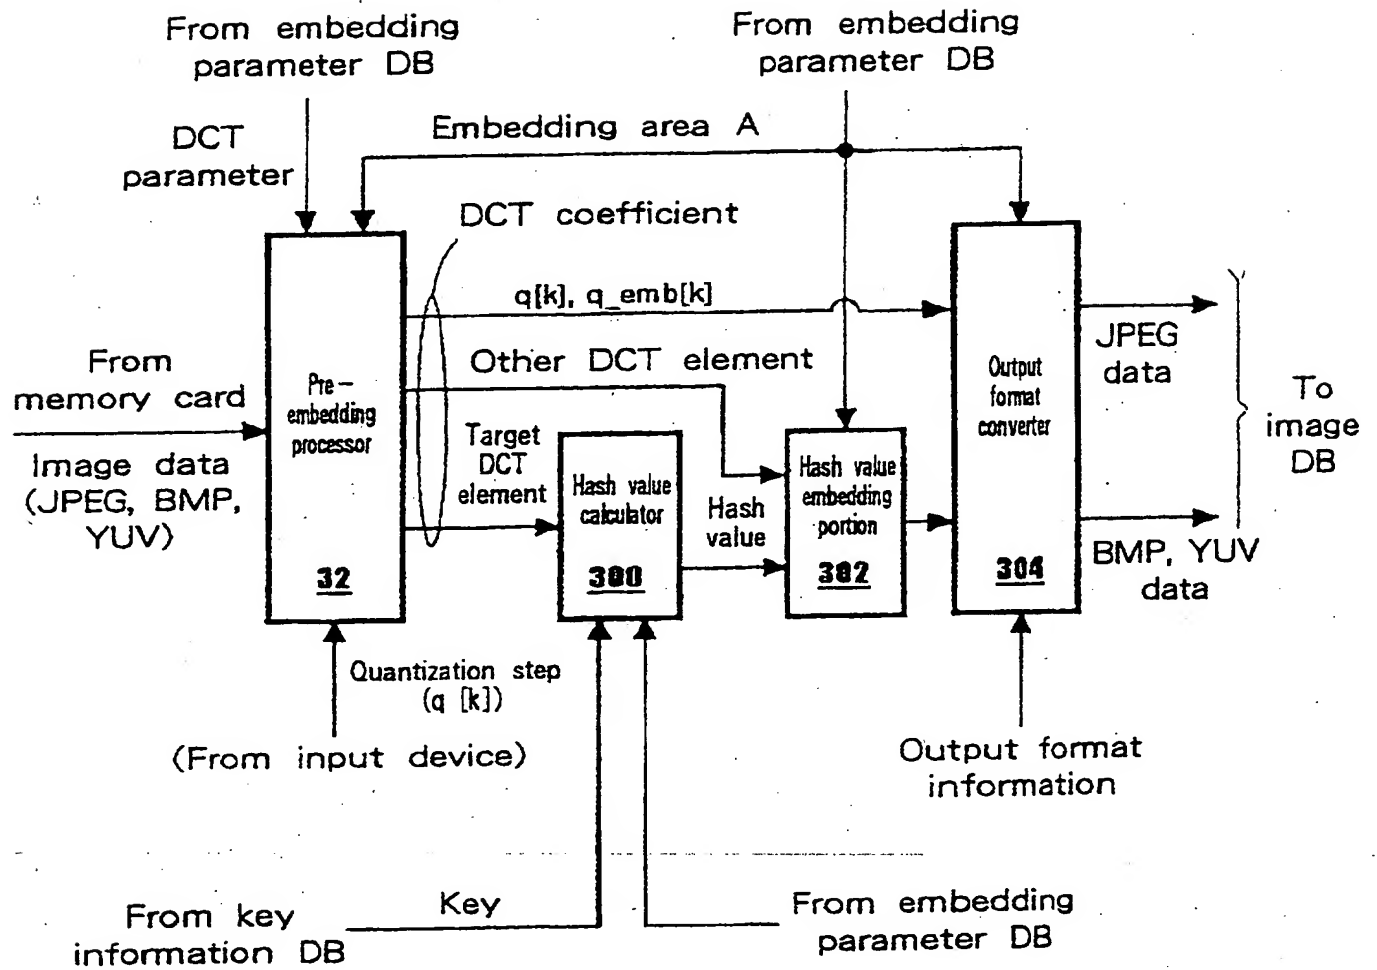 From embedding
parameter DB
From embedding
parameter DB
DCT
parameter
Embedding area A
DCT coefficient
q[k], q_emb[k]
From
memory card
Image data
(JPEG, BMP,
YUV)
Pre-
embedding
processor
32
Other DCT element
Target
DCT
element
Hash value
calculator
300
Hash
value
Hash value
embedding
portion
302
Output
format
converter
304
JPEG
data
BMP, YUV
data
To
image
DB
Quantization step
(q [k])
(From input device)
Output format
information
From key
information DB
Key
From embedding
parameter DB